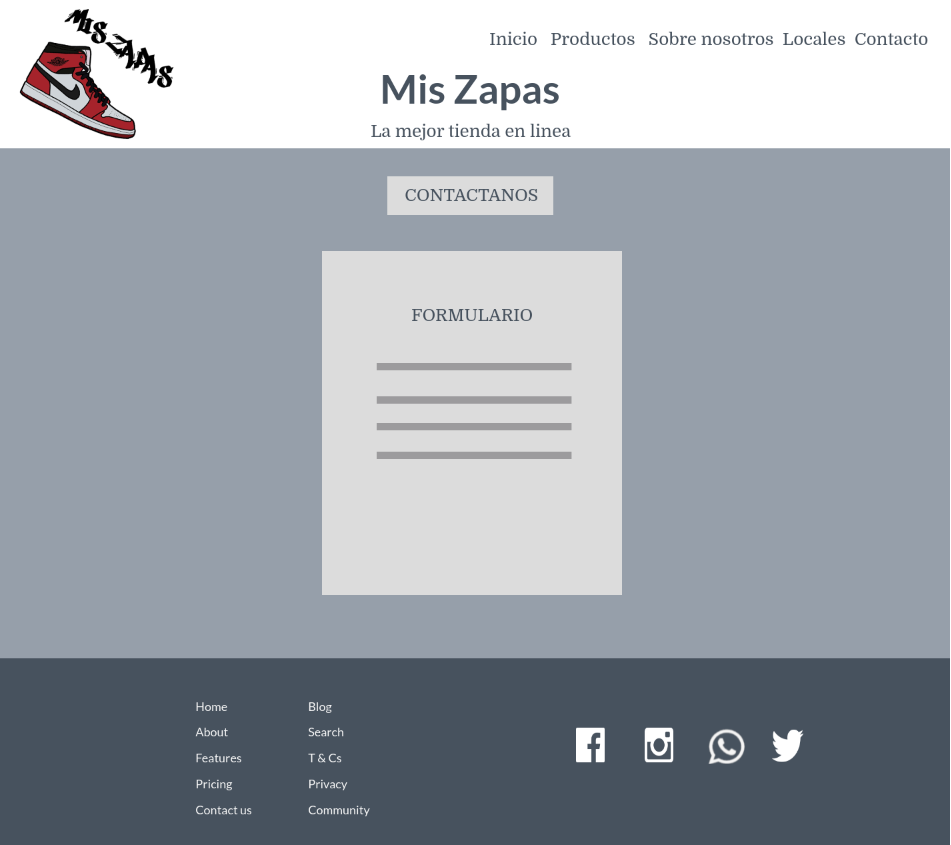 MIS ZAPAS
Inicio Productos Sobre nosotros Locales Contacto
Mis Zapas
La mejor tienda en linea
CONTACTANOS
FORMULARIO
Home
About
Features
Pricing
Contact us
Blog
Search
T & Cs
Privacy
Community